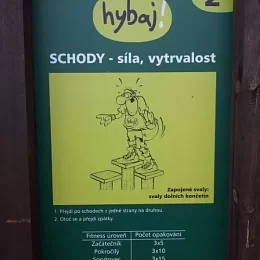 2
hybaj!
SCHODY - síla, vytrvalost
Zapojené svaly:
svaly dolních končetin
1. Přejdi po schodech z jedné strany na druhou.
2. Otoč se a přejdi zpátky.
Fitness úroveň Počet opakování
Začátečník 3x5
Pokročilý 3x10
Sportovec 3x15